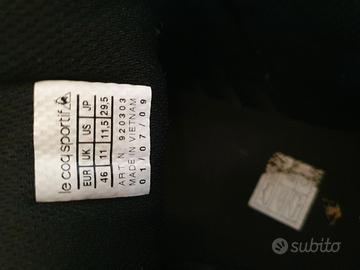 le coq sportif
EUR UK US JP
46 11 11,5 29,5
ART.N. 920303
MADE IN VIETNAM
01/07/09
subito